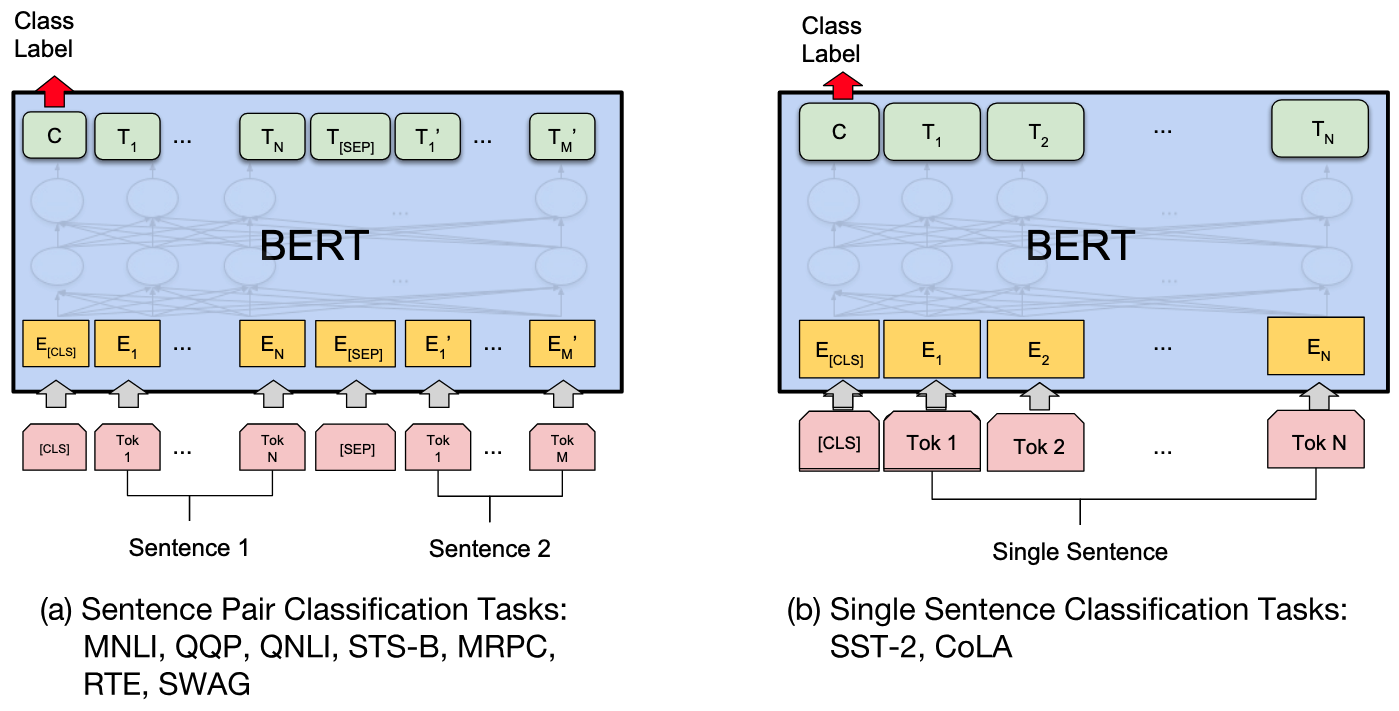 Class
Label
C T1 ... TN T[SEP] T1’ ... TM’
...
BERT
...
E[CLS] E1 ... EN E[SEP] E1’ ... EM’
[CLS] Tok 1 ... Tok N [SEP] Tok 1 ... Tok M
Sentence 1 Sentence 2
(a) Sentence Pair Classification Tasks:
MNLI, QQP, QNLI, STS-B, MRPC,
RTE, SWAG
Class
Label
C T1 T2 ... TN
...
BERT
...
E[CLS] E1 E2 ... EN
[CLS] Tok 1 Tok 2 ... Tok N
Single Sentence
(b) Single Sentence Classification Tasks:
SST-2, CoLA